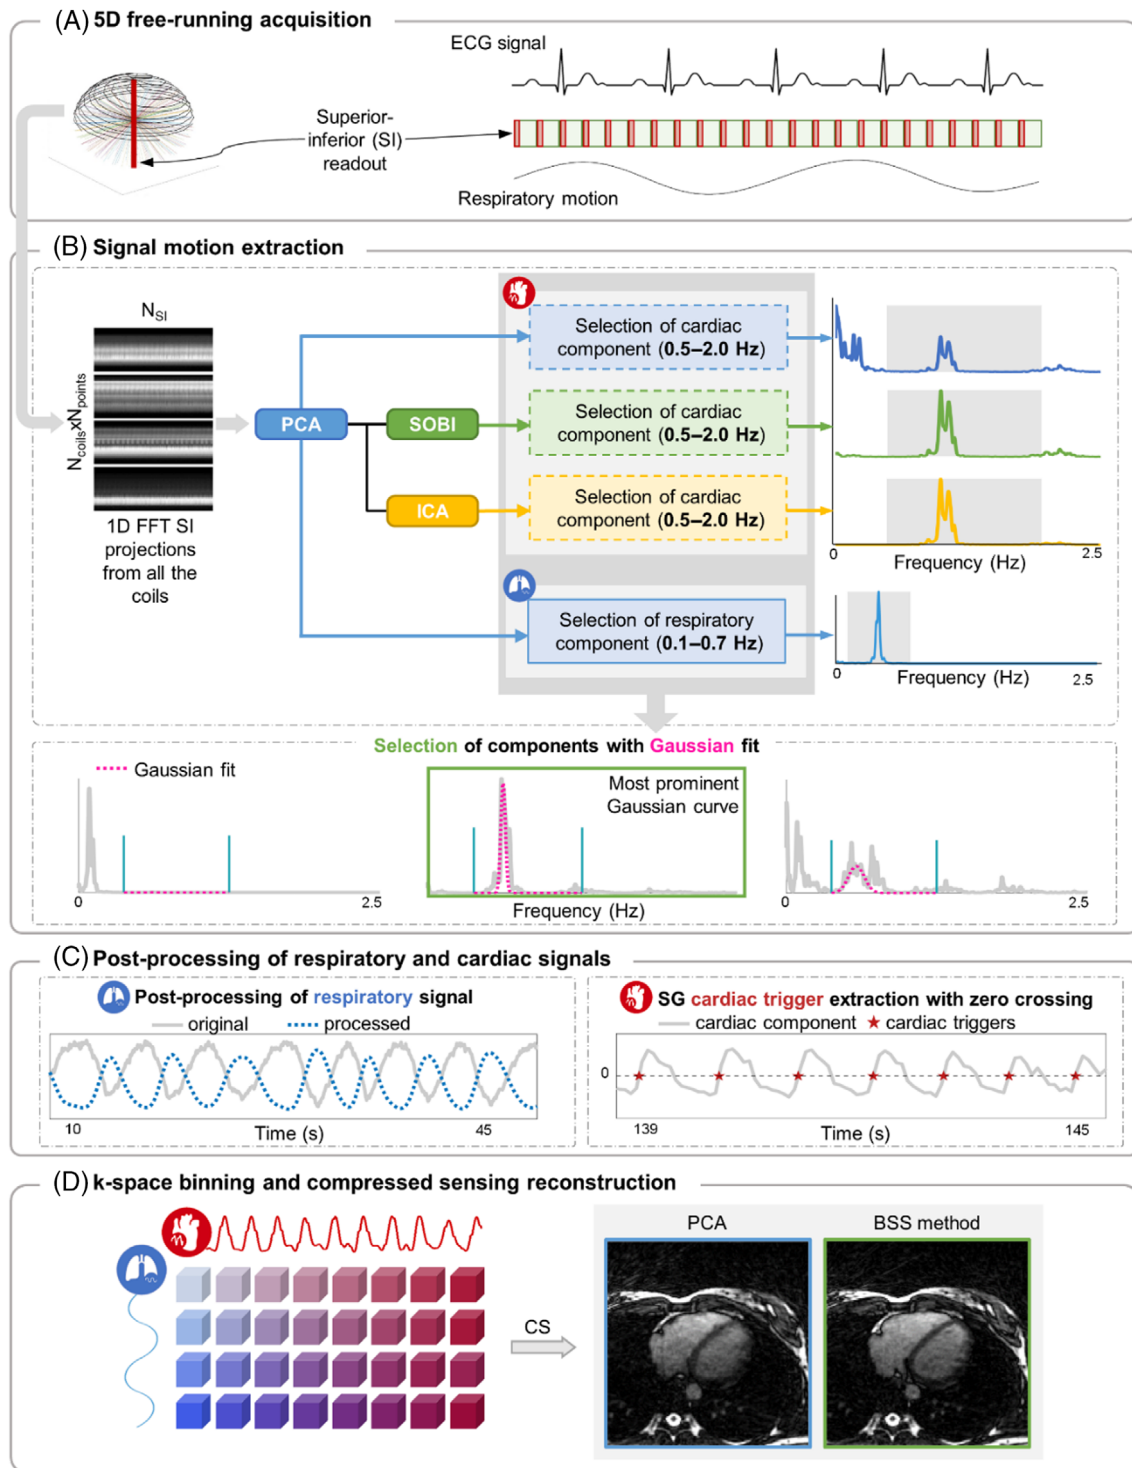 (A) 5D free-running acquisition
ECG signal
Superior-
inferior (SI)
readout
Respiratory motion
(B) Signal motion extraction
N_SI
N_coils x N_points
1D FFT SI
projections
from all the
coils
PCA
SOBI
ICA
Selection of cardiac
component (0.5–2.0 Hz)
Selection of cardiac
component (0.5–2.0 Hz)
Selection of cardiac
component (0.5–2.0 Hz)
0
2.5
Frequency (Hz)
Selection of respiratory
component (0.1–0.7 Hz)
0
2.5
Frequency (Hz)
Selection of components with Gaussian fit
Gaussian fit
Most prominent
Gaussian curve
0
2.5
Frequency (Hz)
0
2.5
(C) Post-processing of respiratory and cardiac signals
Post-processing of respiratory signal
original
processed
10
Time (s)
45
SG cardiac trigger extraction with zero crossing
cardiac component
cardiac triggers
0
139
Time (s)
145
(D) k-space binning and compressed sensing reconstruction
CS
PCA
BSS method